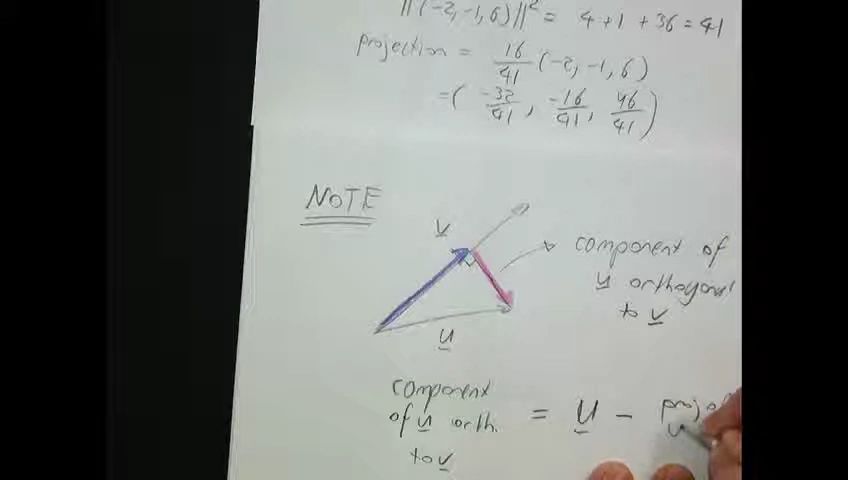 ||(-2,-1,6)||² = 4+1+36=41
projection = 16/41 (-2,-1,6)
=( -32/41, -16/41, 46/41 )
NOTE
v
component of
u orthogonal
to v
u
component
of u orth. = u -
to v